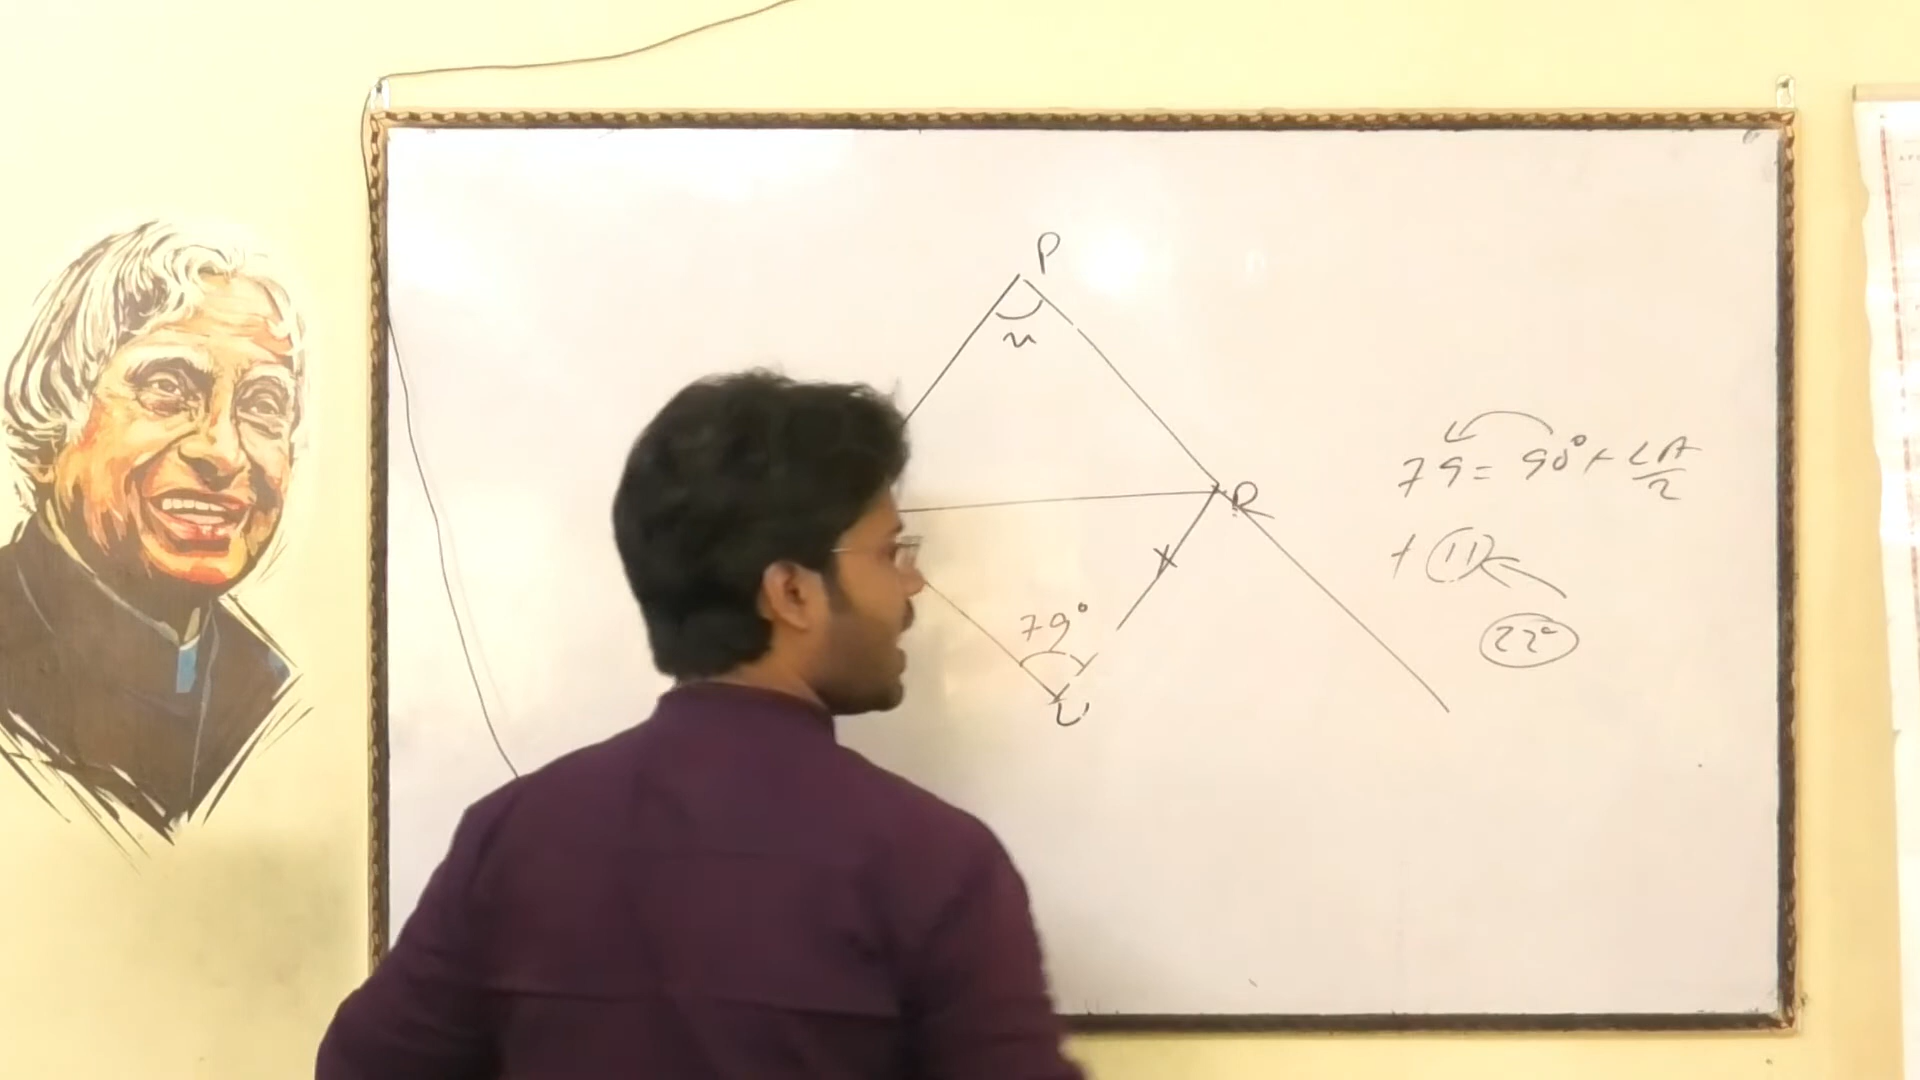 P
x
R
79°
L
79 = 90° + ∠A/2
+ 11
22°